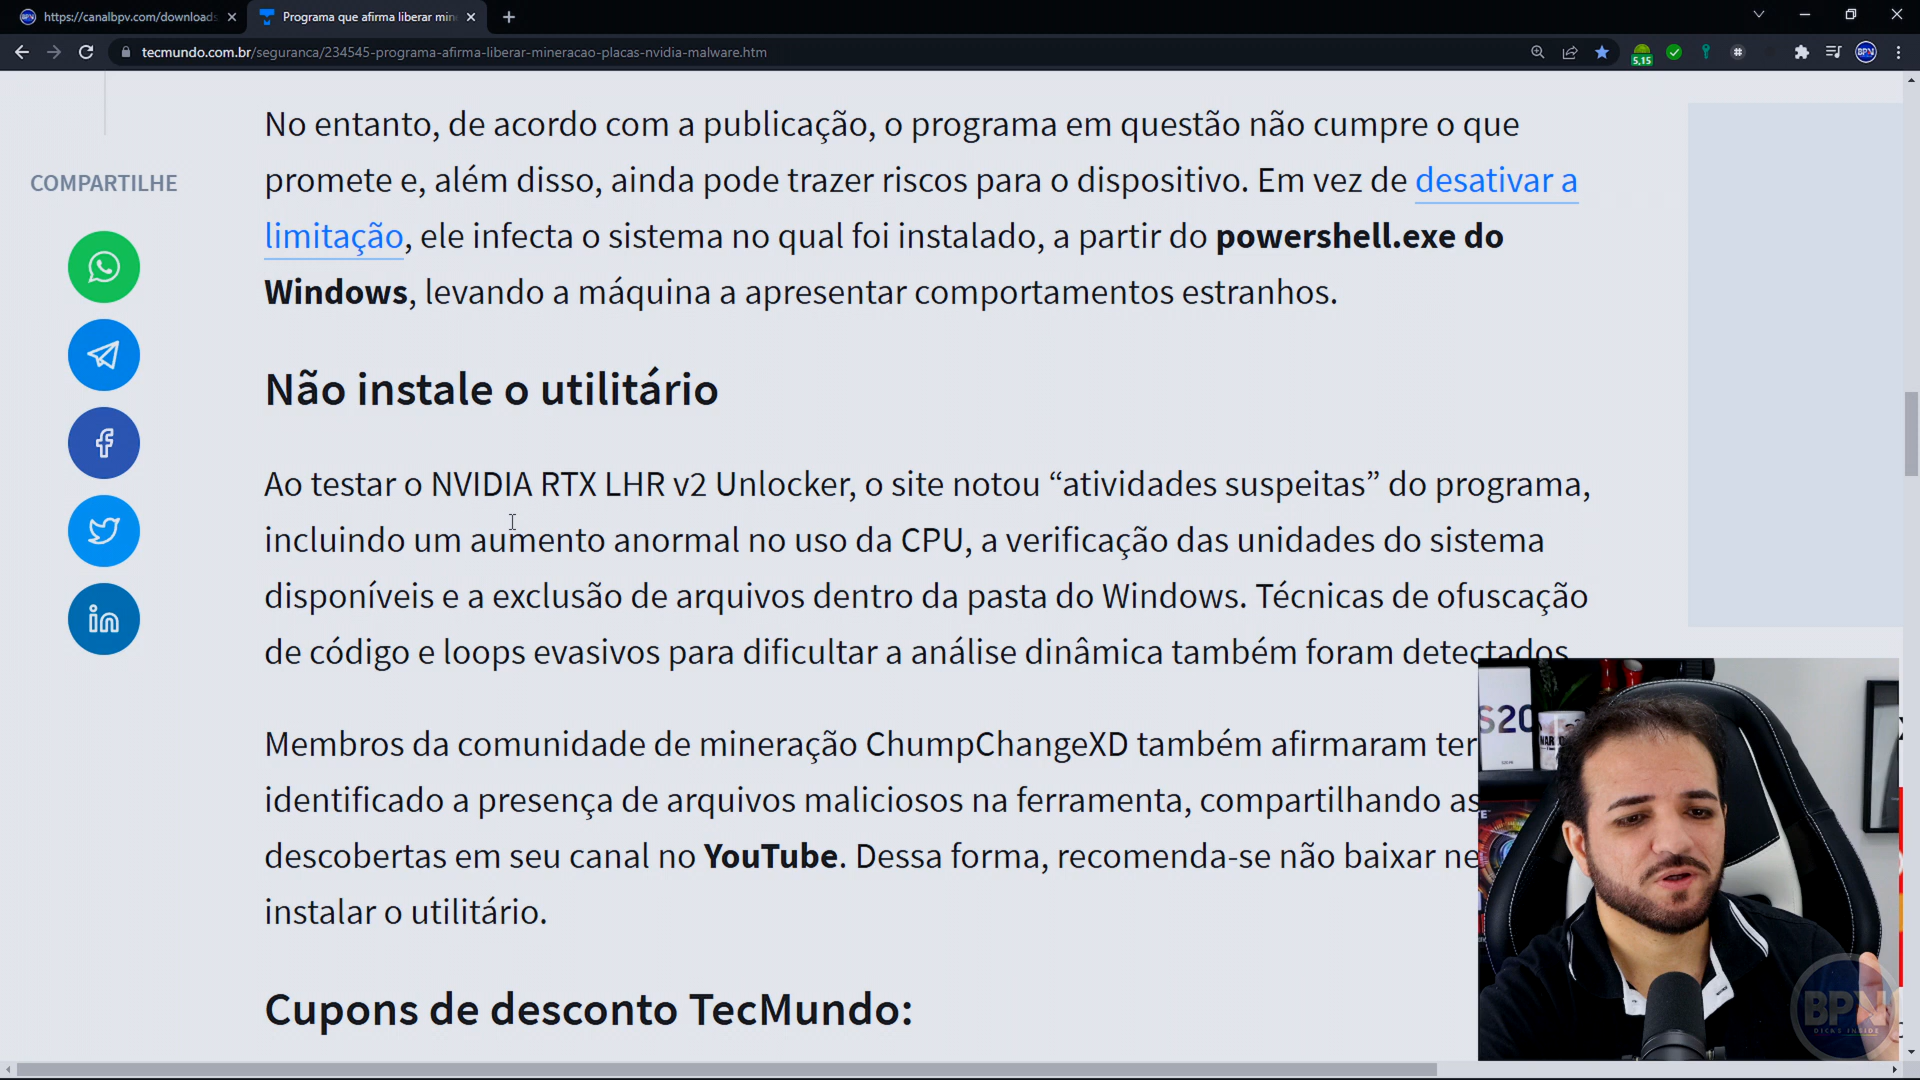 https://canalbpv.com/downloads
Programa que afirma liberar min
tecmundo.com.br/seguranca/234545-programa-afirma-liberar-mineracao-placas-nvidia-malware.htm
5,15
BPV
No entanto, de acordo com a publicação, o programa em questão não cumpre o que
promete e, além disso, ainda pode trazer riscos para o dispositivo. Em vez de desativar a
limitação, ele infecta o sistema no qual foi instalado, a partir do powershell.exe do
Windows, levando a máquina a apresentar comportamentos estranhos.
COMPARTILHE
Não instale o utilitário
Ao testar o NVIDIA RTX LHR v2 Unlocker, o site notou “atividades suspeitas” do programa,
incluindo um aumento anormal no uso da CPU, a verificação das unidades do sistema
disponíveis e a exclusão de arquivos dentro da pasta do Windows. Técnicas de ofuscação
de código e loops evasivos para dificultar a análise dinâmica também foram detectados
Membros da comunidade de mineração ChumpChangeXD também afirmaram ter
identificado a presença de arquivos maliciosos na ferramenta, compartilhando as
descobertas em seu canal no YouTube. Dessa forma, recomenda-se não baixar ne
instalar o utilitário.
Cupons de desconto TecMundo:
S20